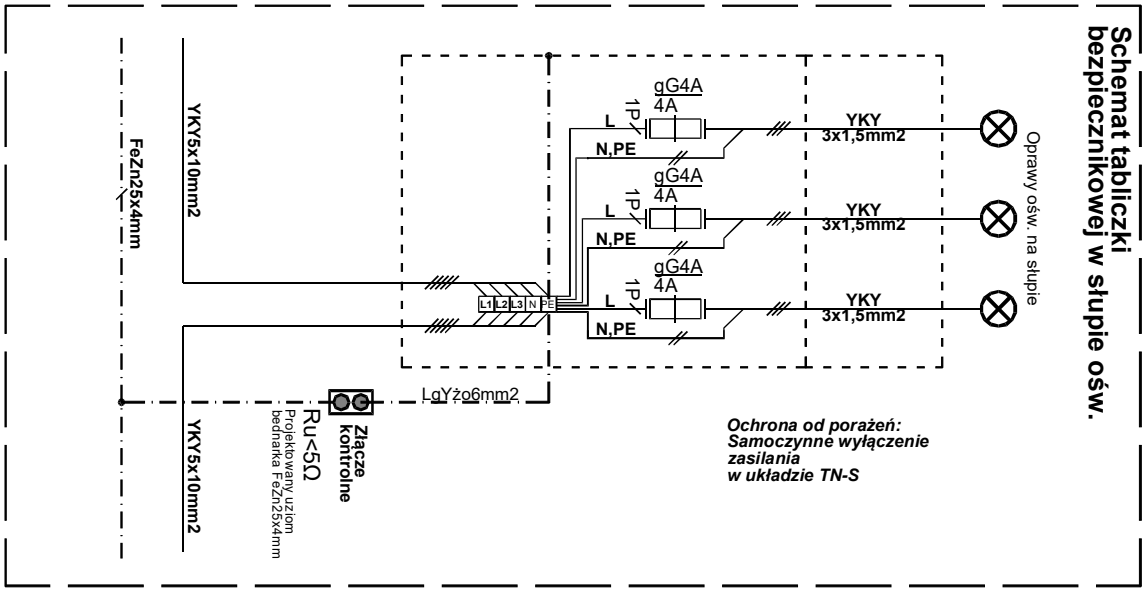 Schemat tabliczki
bezpiecznikowej w słupie ośw.
Oprawy ośw. na słupie
gG4A
4A
1P
L
N,PE
YKY
3x1,5mm2
gG4A
4A
1P
L
N,PE
YKY
3x1,5mm2
gG4A
4A
1P
L
N,PE
YKY
3x1,5mm2
L1 L2 L3 N PE
YKY5x10mm2
FeZn25x4mm
YKY5x10mm2
LgYżo6mm2
Złącze
kontrolne
Ru<5Ω
Projektowany uziom
bednarka FeZn25x4mm
Ochrona od porażeń:
Samoczynne wyłączenie
zasilania
w układzie TN-S